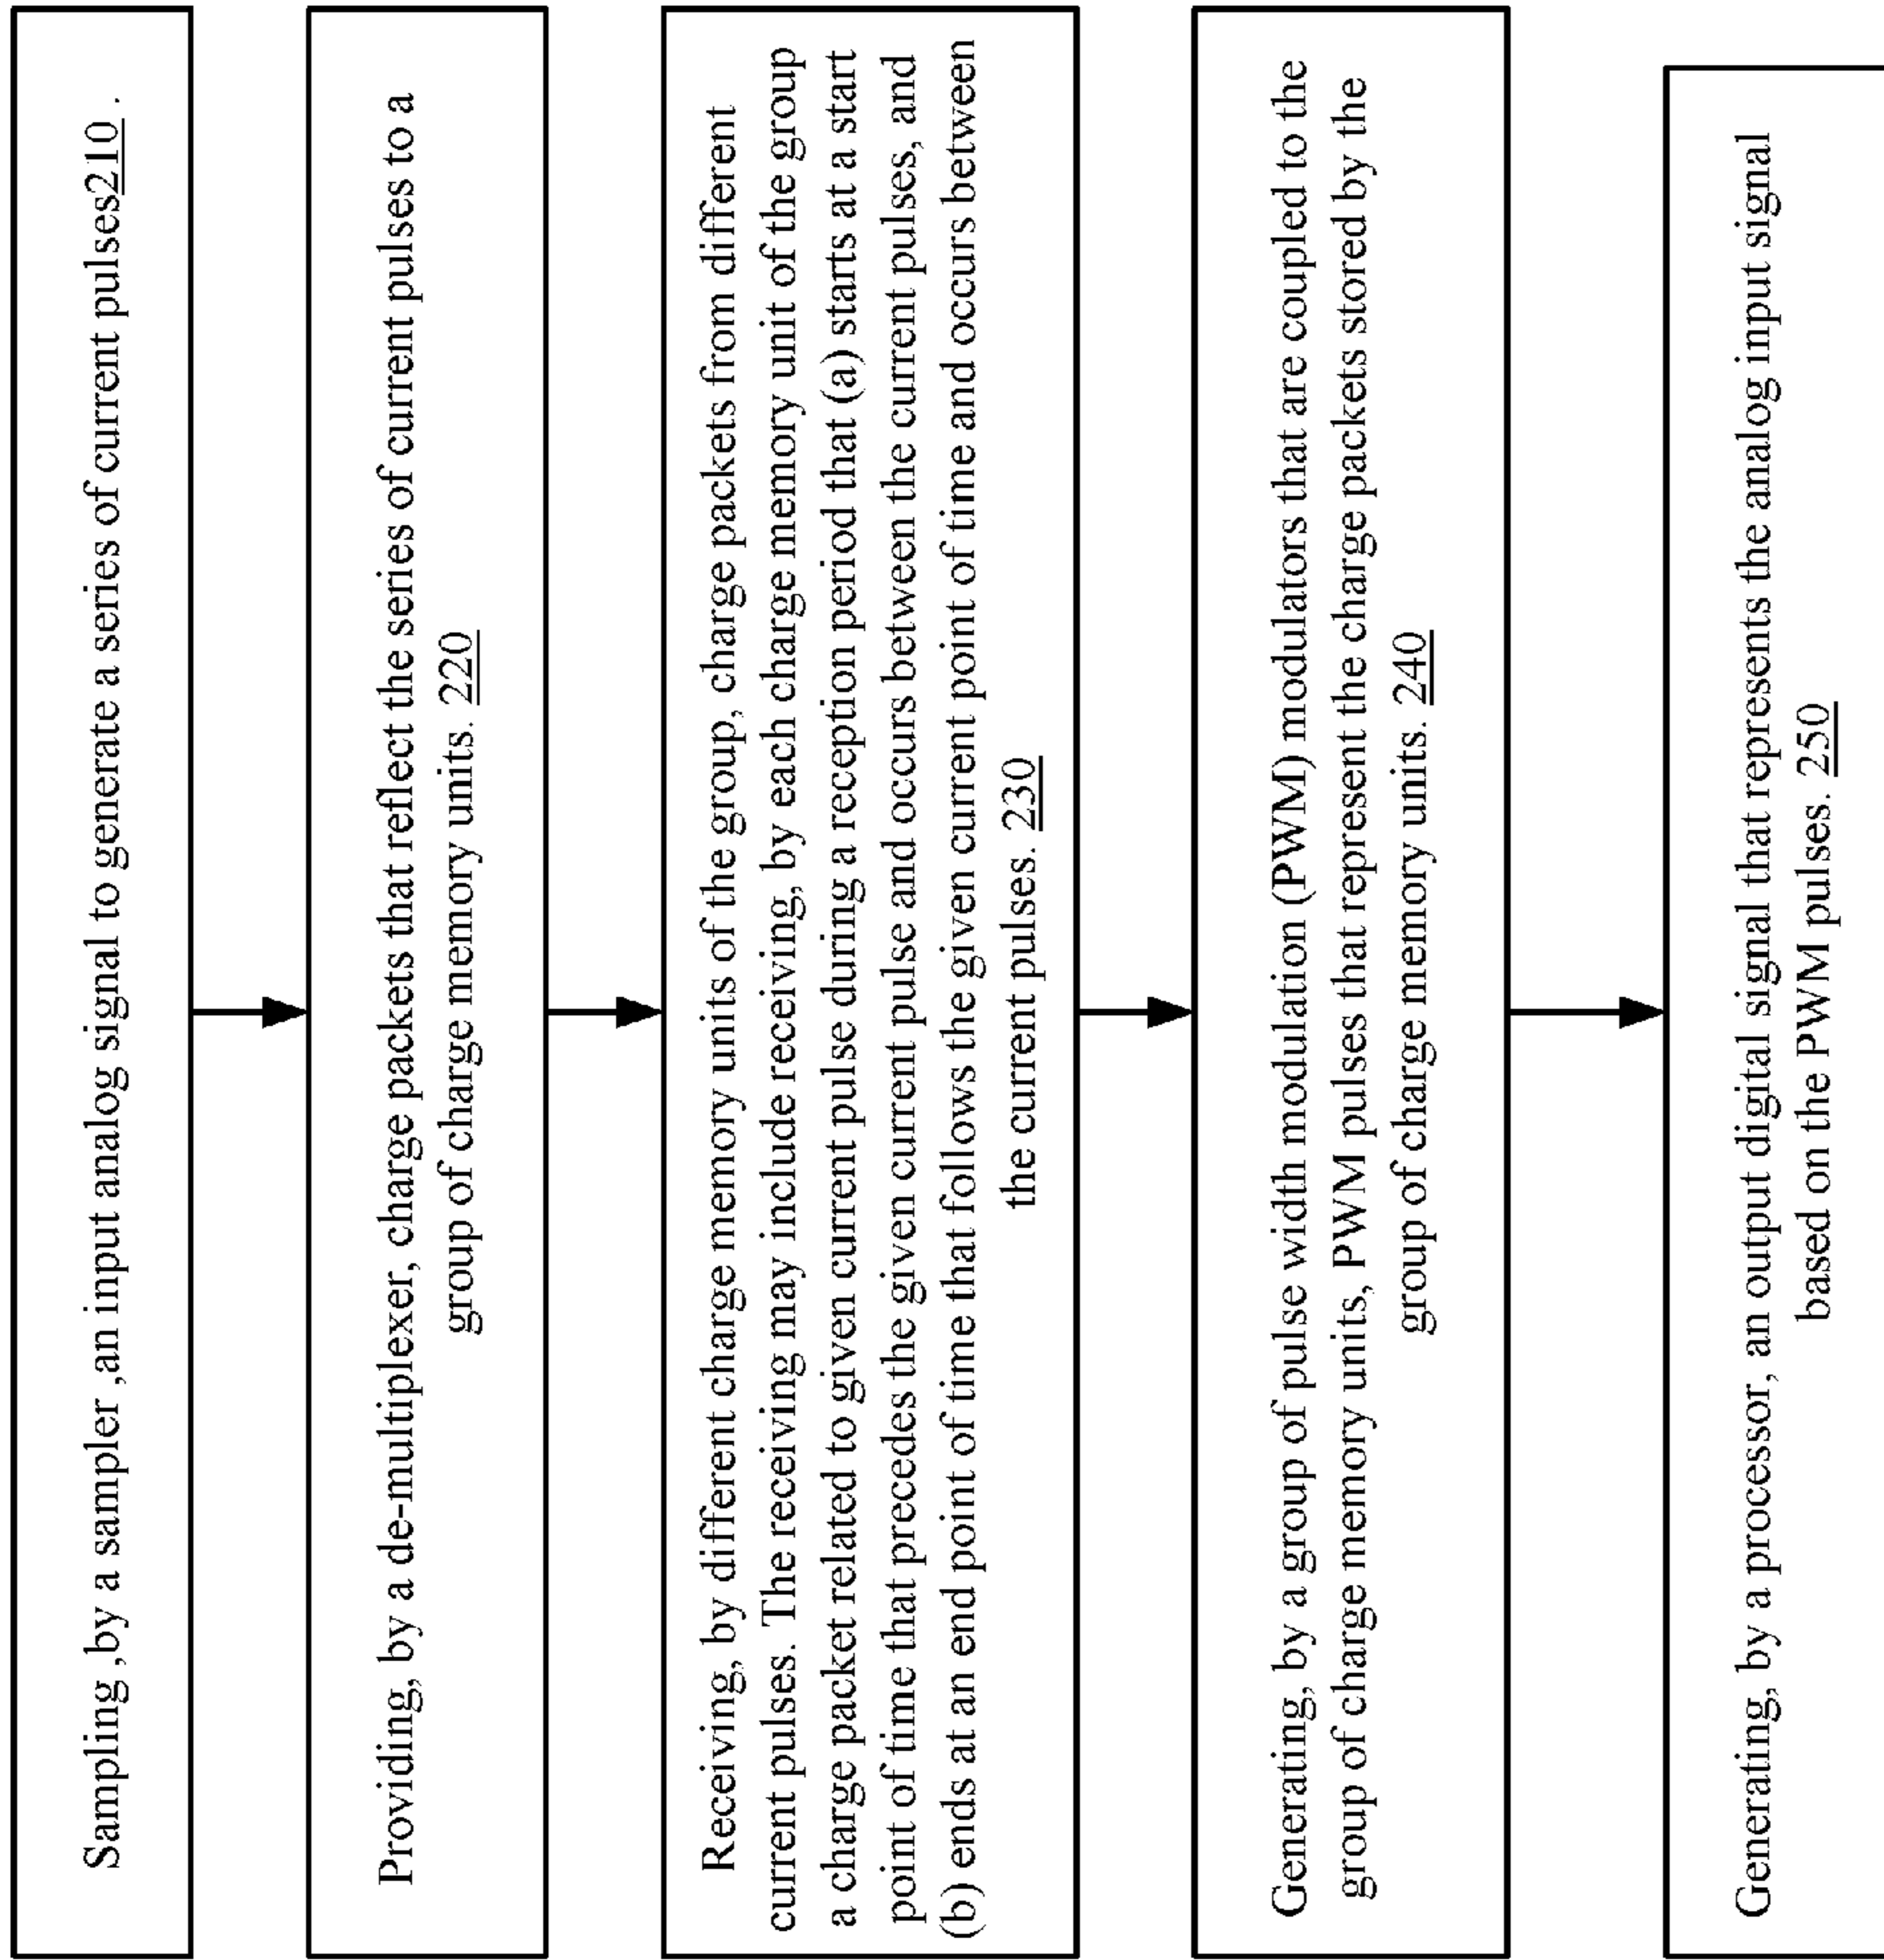 Sampling ,by a sampler ,an input analog signal to generate a series of current pulses210 .
Providing, by a de-multiplexer, charge packets that reflect the series of current pulses to a
group of charge memory units. 220
Receiving, by different charge memory units of the group, charge packets from different
current pulses. The receiving may include receiving, by each charge memory unit of the group
a charge packet related to given current pulse during a reception period that (a) starts at a start
point of time that precedes the given current pulse and occurs between the current pulses, and
(b) ends at an end point of time that follows the given current point of time and occurs between
the current pulses. 230
Generating, by a group of pulse width modulation (PWM) modulators that are coupled to the
group of charge memory units, PWM pulses that represent the charge packets stored by the
group of charge memory units. 240
Generating, by a processor, an output digital signal that represents the analog input signal
based on the PWM pulses. 250